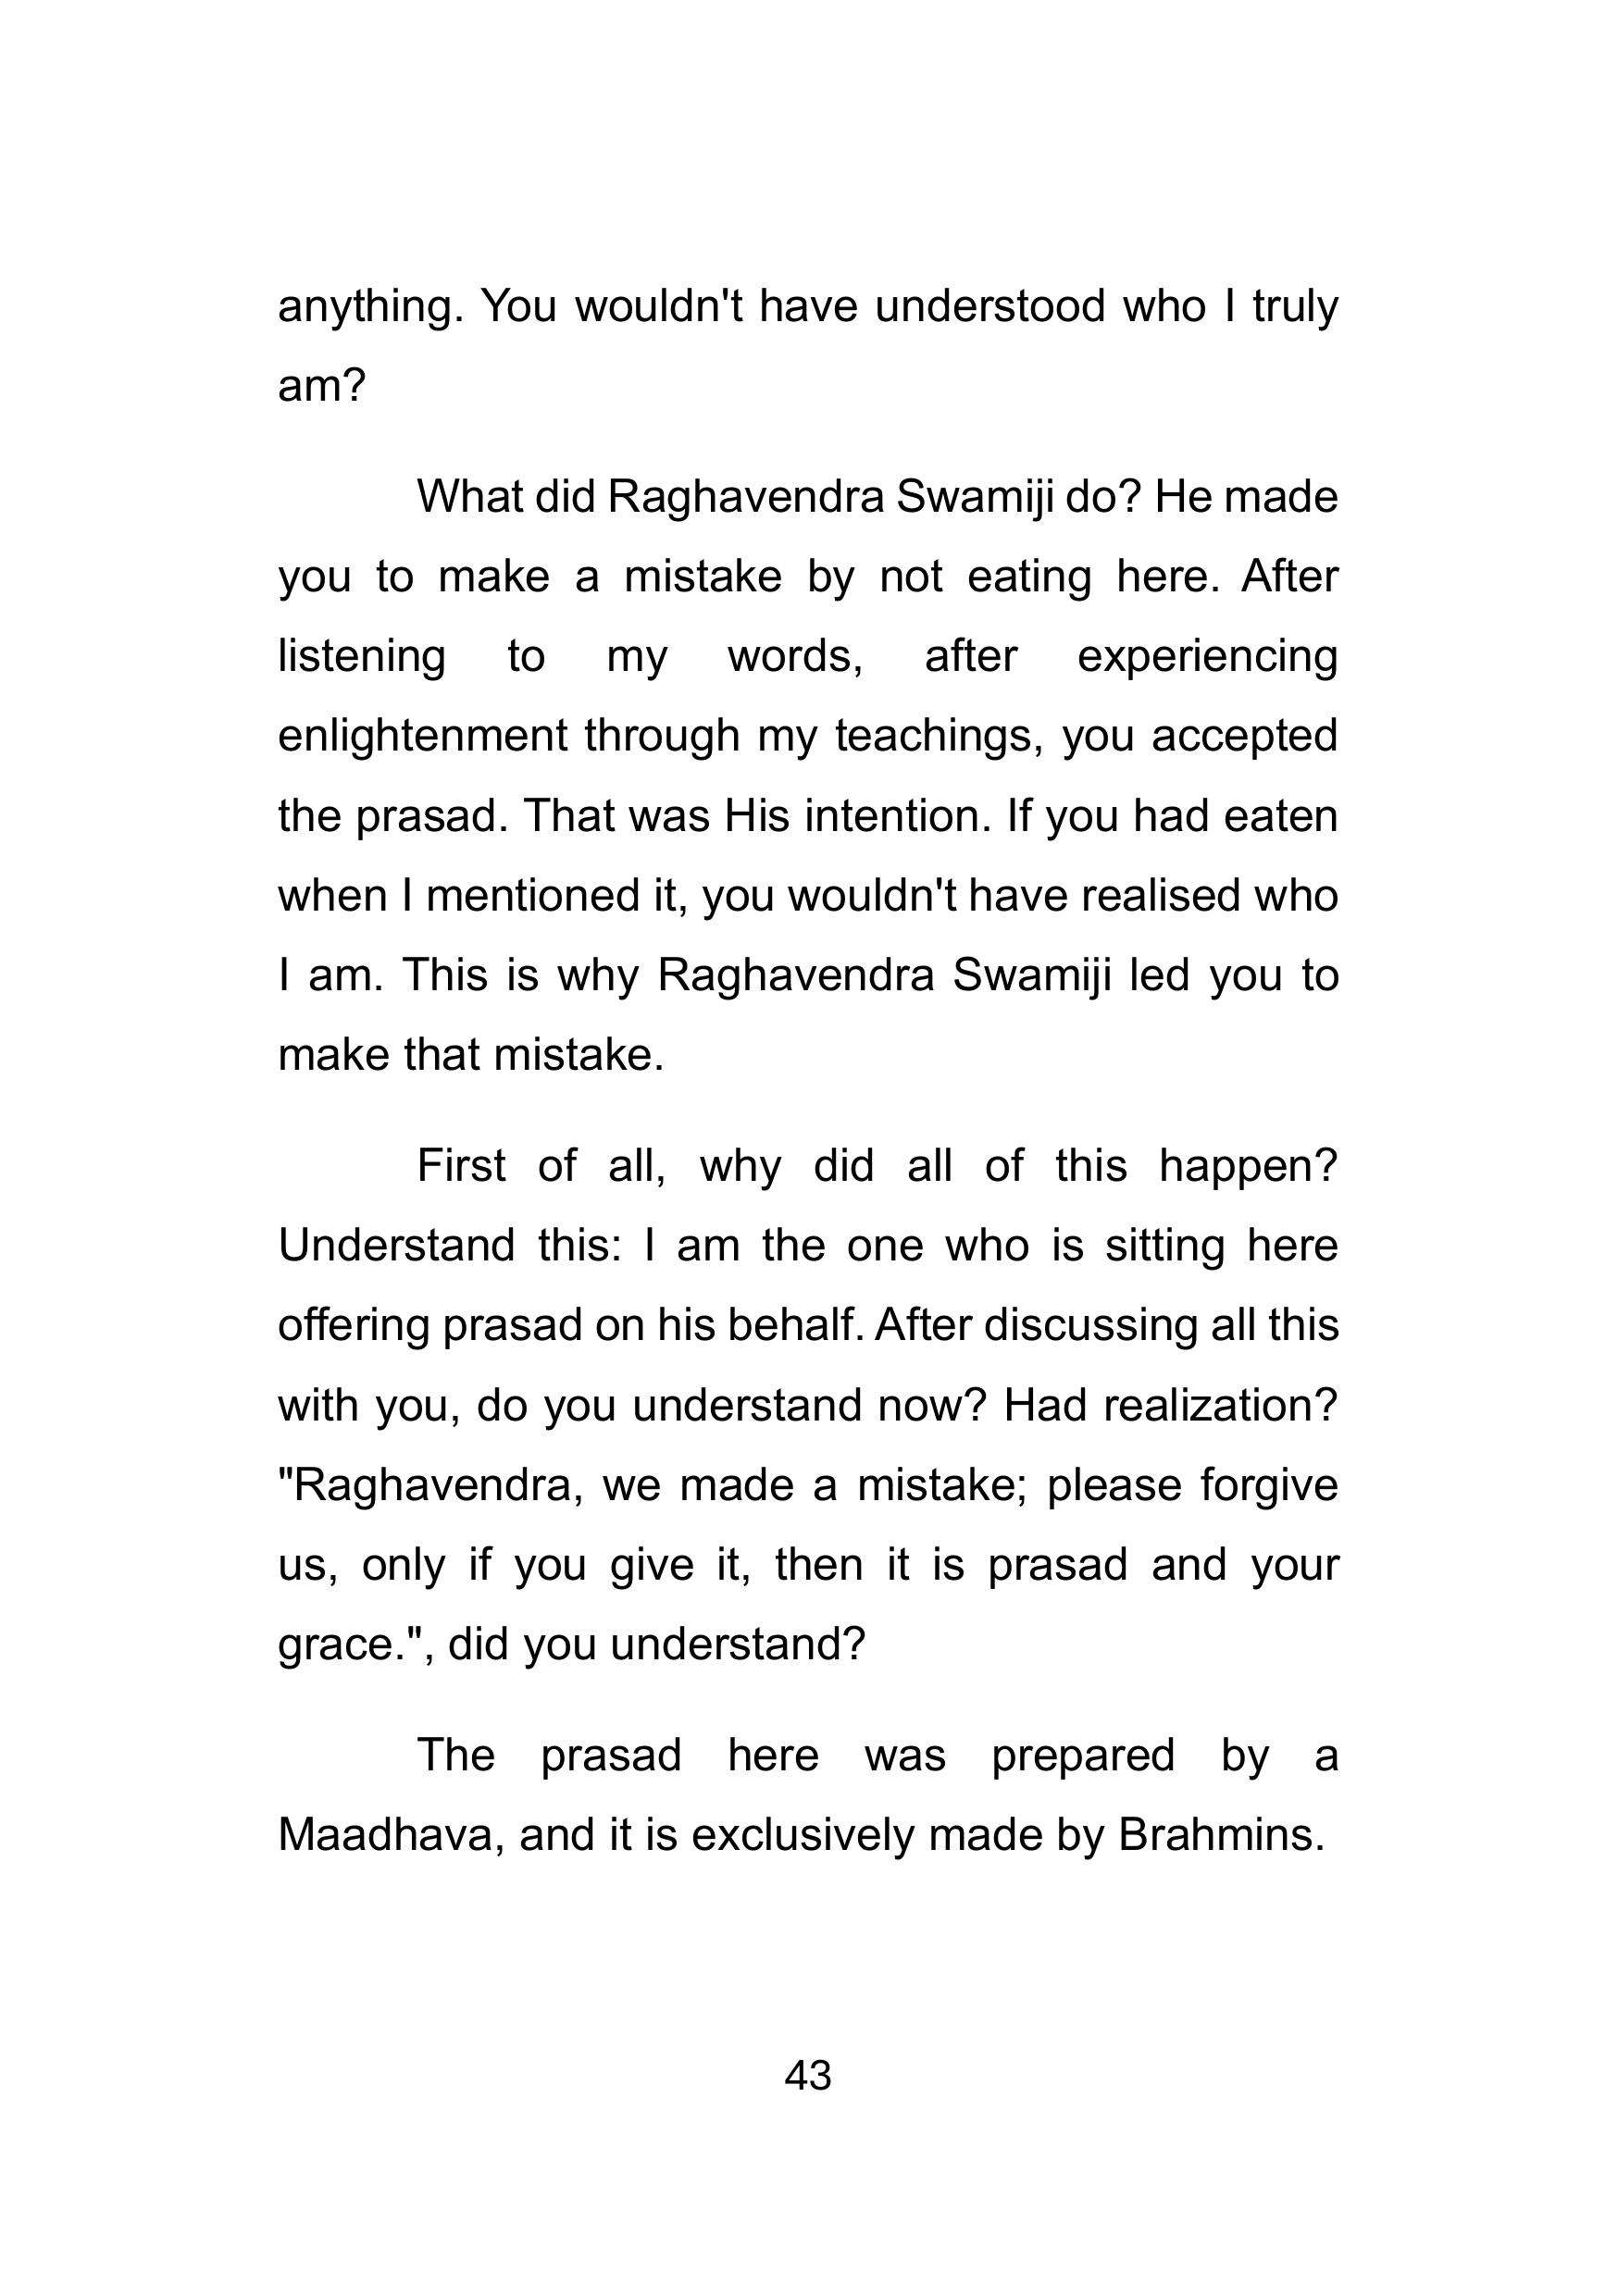 anything. You wouldn't have understood who I truly
am?
What did Raghavendra Swamiji do? He made
you to make a mistake by not eating here. After
listening to my words, after experiencing
enlightenment through my teachings, you accepted
the prasad. That was His intention. If you had eaten
when I mentioned it, you wouldn't have realised who
I am. This is why Raghavendra Swamiji led you to
make that mistake.
First of all, why did all of this happen?
Understand this: I am the one who is sitting here
offering prasad on his behalf. After discussing all this
with you, do you understand now? Had realization?
"Raghavendra, we made a mistake; please forgive
us, only if you give it, then it is prasad and your
grace.", did you understand?
The prasad here was prepared by a
Maadhava, and it is exclusively made by Brahmins.
43